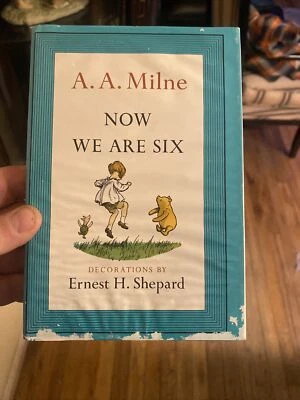 A. A. Milne
NOW
WE ARE SIX
DECORATIONS BY
Ernest H. Shepard